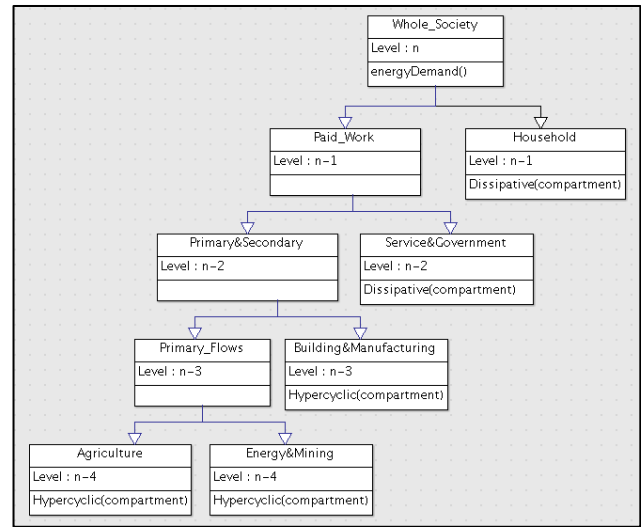 Whole_Society
Level : n
energyDemand()
Paid_Work
Level : n-1
Household
Level : n-1
Dissipative(compartment)
Primary&Secondary
Level : n-2
Service&Government
Level : n-2
Dissipative(compartment)
Primary_Flows
Level : n-3
Building&Manufacturing
Level : n-3
Hypercyclic(compartment)
Agriculture
Level : n-4
Hypercyclic(compartment)
Energy&Mining
Level : n-4
Hypercyclic(compartment)